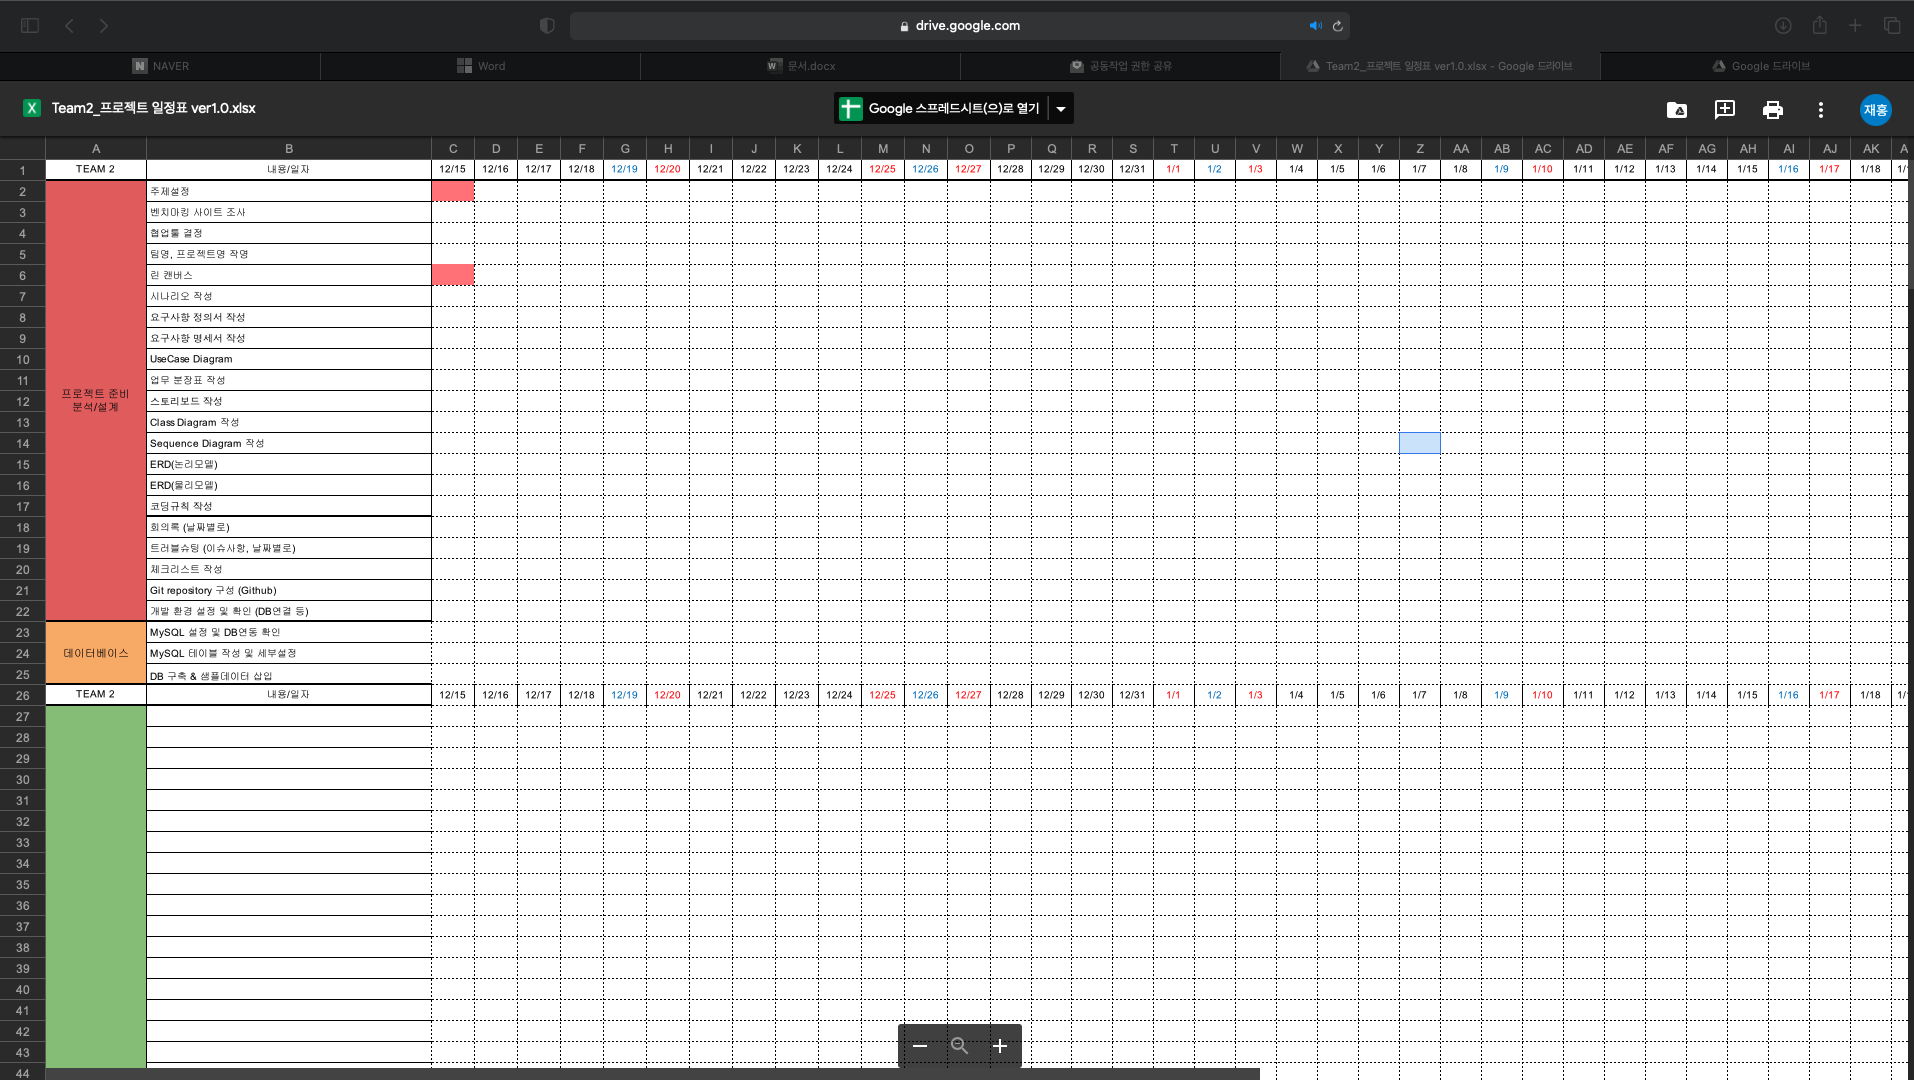 drive.google.com
NAVER
Word
문서.docx
공동작업 권한 공유
Team2_프로젝트 일정표 ver1.0.xlsx - Google 드라이브
Google 드라이브
Team2_프로젝트 일정표 ver1.0.xlsx
Google 스프레드시트(으)로 열기
재홍
A B C D E F G H I J K L M N O P Q R S T U V W X Y Z AA AB AC AD AE AF AG AH AI AJ AK A
1 TEAM 2 내용/일자 12/15 12/16 12/17 12/18 12/19 12/20 12/21 12/22 12/23 12/24 12/25 12/26 12/27 12/28 12/29 12/30 12/31 1/1 1/2 1/3 1/4 1/5 1/6 1/7 1/8 1/9 1/10 1/11 1/12 1/13 1/14 1/15 1/16 1/17 1/18
2 주제설정
3 벤치마킹 사이트 조사
4 협업툴 결정
5 팀명, 프로젝트명 작명
6 린 캔버스
7 시나리오 작성
8 요구사항 정의서 작성
9 요구사항 명세서 작성
10 UseCase Diagram
11 업무 분장표 작성
프로젝트 준비
분석/설계
12 스토리보드 작성
13 Class Diagram 작성
14 Sequence Diagram 작성
15 ERD(논리모델)
16 ERD(물리모델)
17 코딩규칙 작성
18 회의록 (날짜별로)
19 트러블슈팅 (이슈사항, 날짜별로)
20 체크리스트 작성
21 Git repository 구성 (Github)
22 개발 환경 설정 및 확인 (DB연결 등)
23 MySQL 설정 및 DB연동 확인
24 데이터베이스 MySQL 테이블 작성 및 세부설정
25 DB 구축 & 샘플데이터 삽입
26 TEAM 2 내용/일자 12/15 12/16 12/17 12/18 12/19 12/20 12/21 12/22 12/23 12/24 12/25 12/26 12/27 12/28 12/29 12/30 12/31 1/1 1/2 1/3 1/4 1/5 1/6 1/7 1/8 1/9 1/10 1/11 1/12 1/13 1/14 1/15 1/16 1/17 1/18
27
28
29
30
31
32
33
34
35
36
37
38
39
40
41
42
43
44